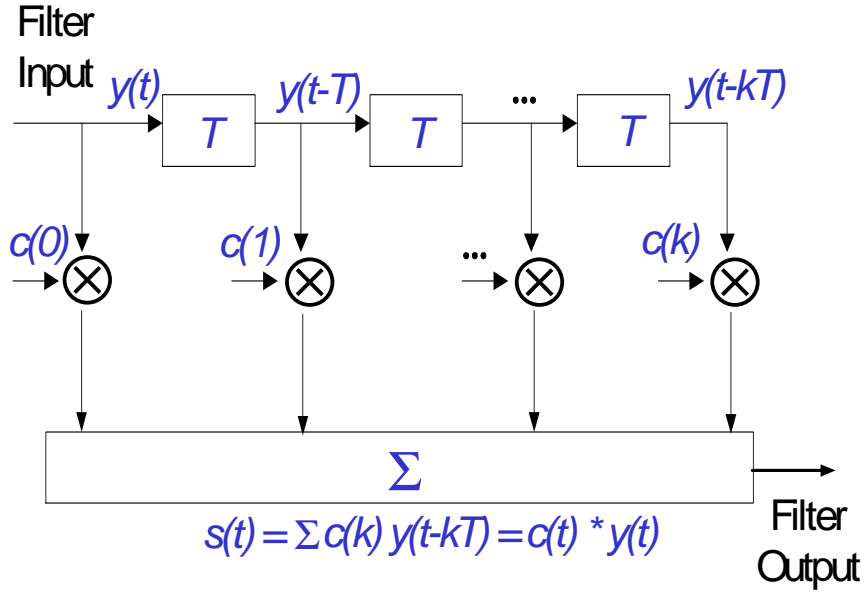 Filter
Input
y(t)
y(t-T)
...
y(t-kT)
T
T
T
c(0)
c(1)
...
c(k)
Σ
s(t) = Σ c(k) y(t-kT) = c(t) * y(t)
Filter
Output